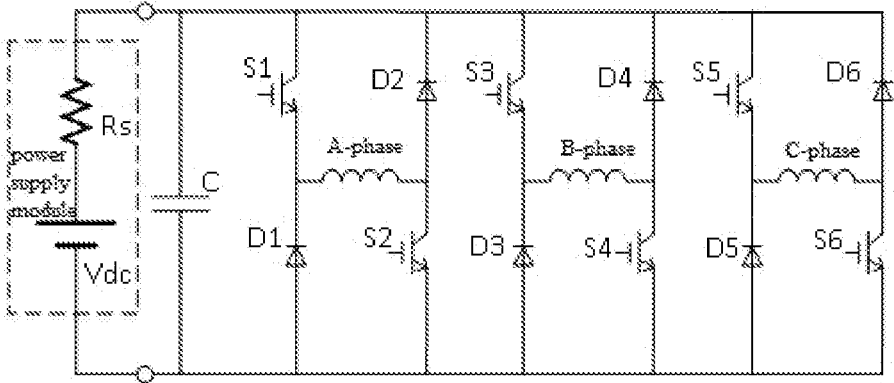 S1
D2
S3
D4
S5
D6
Rs
power
supply
module
A-phase
B-phase
C-phase
C
D1
S2
D3
S4
D5
S6
Vdc